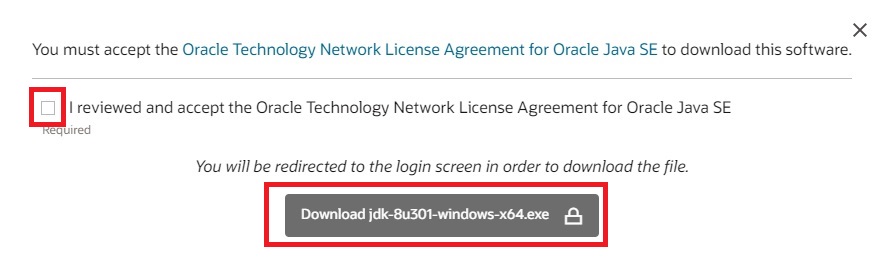 You must accept the Oracle Technology Network License Agreement for Oracle Java SE to download this software.
I reviewed and accept the Oracle Technology Network License Agreement for Oracle Java SE
Required
You will be redirected to the login screen in order to download the file.
Download jdk-8u301-windows-x64.exe